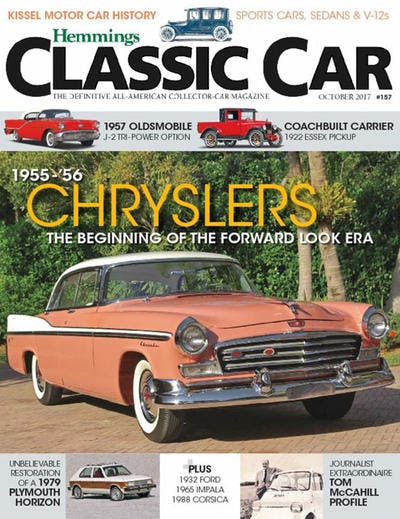 KISSEL MOTOR CAR HISTORY
SPORTS CARS, SEDANS & V-12s
Hemmings
CLASSIC CAR
THE DEFINITIVE ALL-AMERICAN COLLECTOR-CAR MAGAZINE
OCTOBER 2017 #157
1957 OLDSMOBILE
J-2 TRI-POWER OPTION
COACHBUILT CARRIER
1922 ESSEX PICKUP
1955-'56
CHRYSLERS
THE BEGINNING OF THE FORWARD LOOK ERA
UNBELIEVABLE
RESTORATION
OF A 1979
PLYMOUTH
HORIZON
PLUS
1932 FORD
1965 IMPALA
1988 CORSICA
JOURNALIST
EXTRAORDINAIRE
TOM
McCAHILL
PROFILE